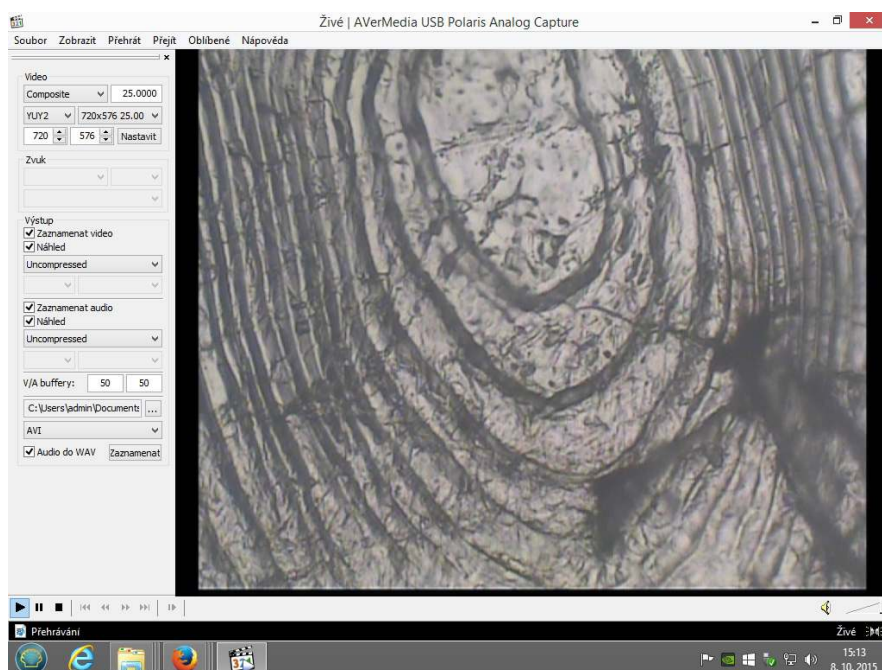 Živé | AVerMedia USB Polaris Analog Capture
Soubor Zobrazit Přehrát Přejít Oblíbené Nápověda
Video
Composite 25.0000
YUY2 720x576 25.00
720 576 Nastavit
Zvuk
Výstup
Zaznamenat video
Náhled
Uncompressed
Zaznamenat audio
Náhled
Uncompressed
V/A buffery: 50 50
C:\Users\admin\Documents ...
AVI
Audio do WAV Zaznamenat
Přehrávání Živé
15:13
8. 10. 2015